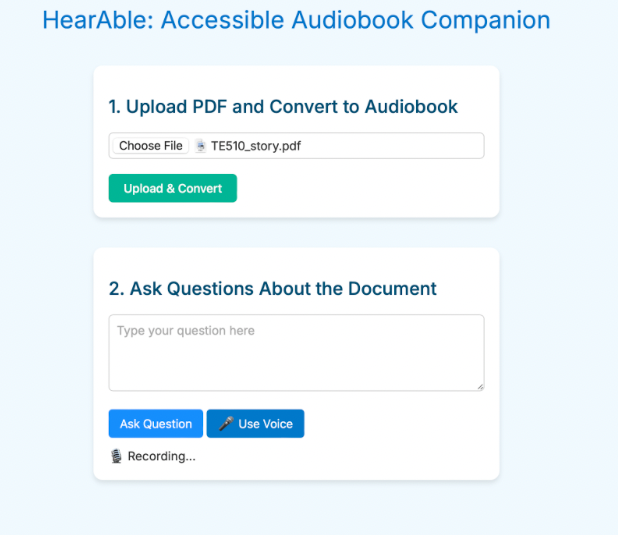 HearAble: Accessible Audiobook Companion
1. Upload PDF and Convert to Audiobook
Choose File TE510_story.pdf
Upload & Convert
2. Ask Questions About the Document
Type your question here
Ask Question Use Voice
Recording...